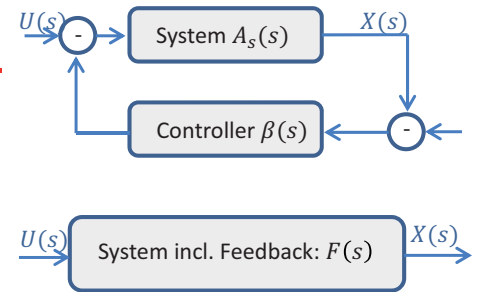 U(s)
-
System A_s(s)
X(s)
Controller β(s)
-
U(s)
System incl. Feedback: F(s)
X(s)